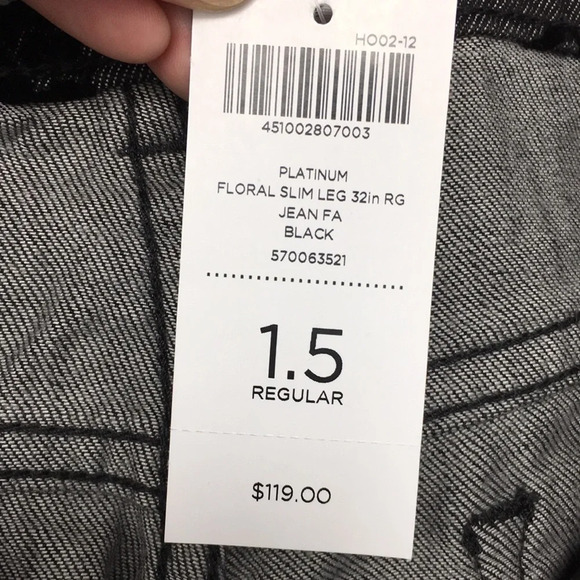 HO02-12
451002807003
PLATINUM
FLORAL SLIM LEG 32in RG
JEAN FA
BLACK
570063521
1.5
REGULAR
$119.00